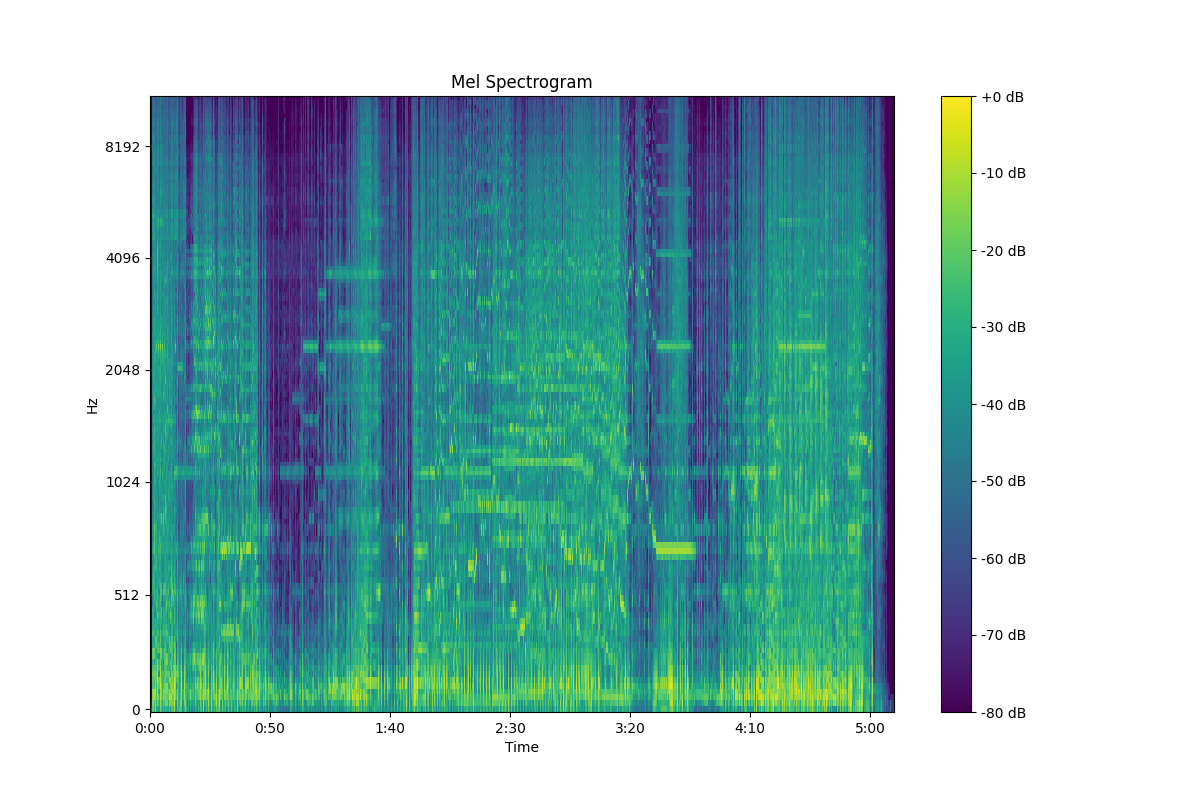 Mel Spectrogram
+0 dB
8192
-10 dB
-20 dB
4096
-30 dB
2048
Hz
-40 dB
1024
-50 dB
-60 dB
512
-70 dB
0
-80 dB
0:00 0:50 1:40 2:30 3:20 4:10 5:00
Time